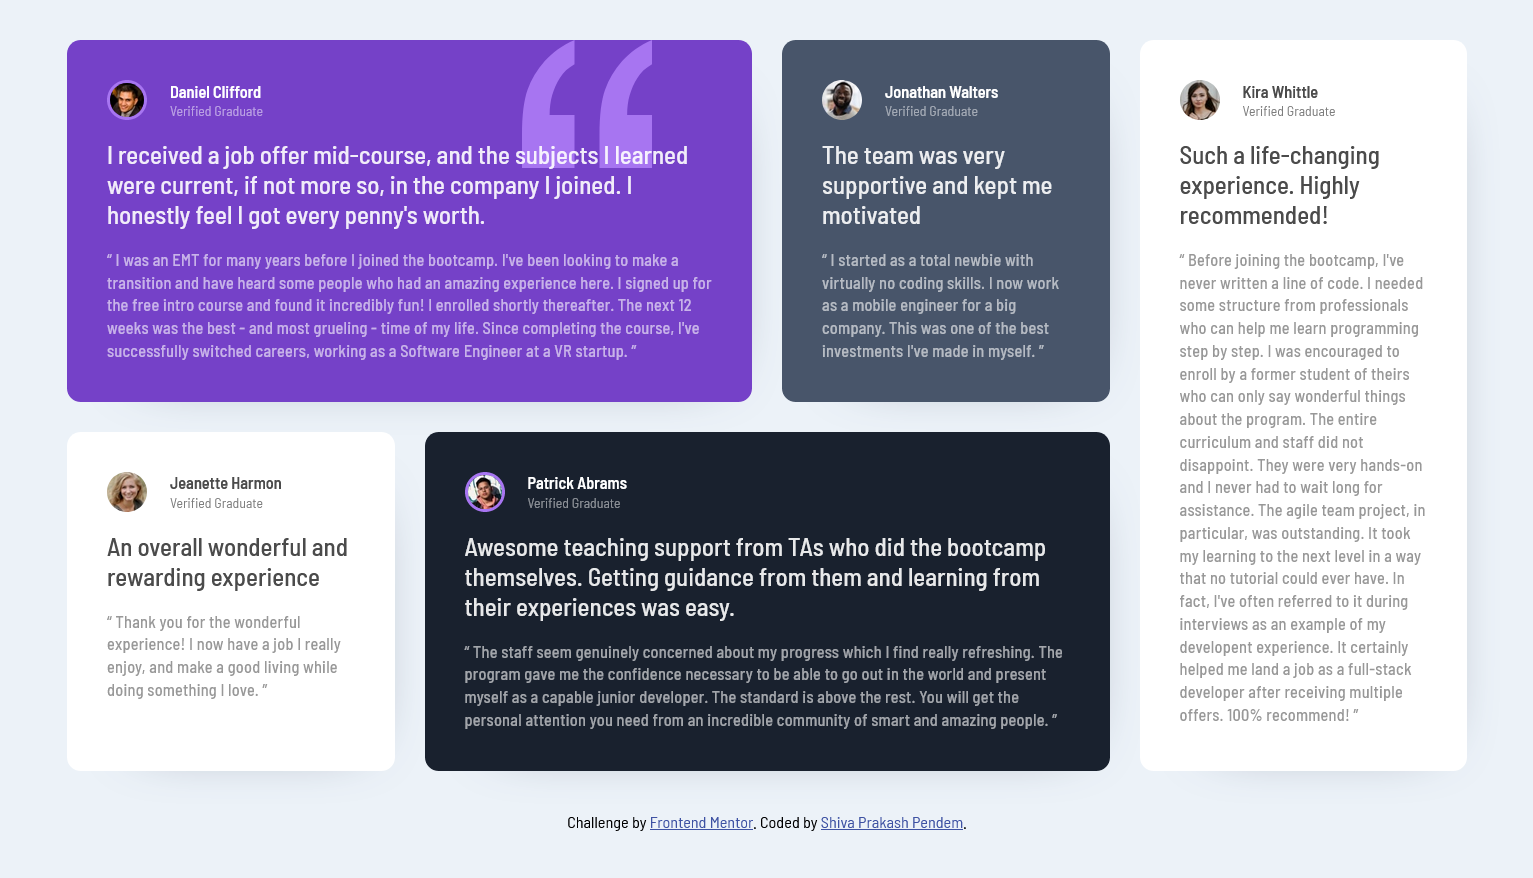 Daniel Clifford
Verified Graduate
I received a job offer mid-course, and the subjects I learned
were current, if not more so, in the company I joined. I
honestly feel I got every penny's worth.
“ I was an EMT for many years before I joined the bootcamp. I've been looking to make a
transition and have heard some people who had an amazing experience here. I signed up for
the free intro course and found it incredibly fun! I enrolled shortly thereafter. The next 12
weeks was the best - and most grueling - time of my life. Since completing the course, I've
successfully switched careers, working as a Software Engineer at a VR startup. ”
Jonathan Walters
Verified Graduate
The team was very
supportive and kept me
motivated
“ I started as a total newbie with
virtually no coding skills. I now work
as a mobile engineer for a big
company. This was one of the best
investments I've made in myself. ”
Kira Whittle
Verified Graduate
Such a life-changing
experience. Highly
recommended!
“ Before joining the bootcamp, I've
never written a line of code. I needed
some structure from professionals
who can help me learn programming
step by step. I was encouraged to
enroll by a former student of theirs
who can only say wonderful things
about the program. The entire
curriculum and staff did not
disappoint. They were very hands-on
and I never had to wait long for
assistance. The agile team project, in
particular, was outstanding. It took
my learning to the next level in a way
that no tutorial could ever have. In
fact, I've often referred to it during
interviews as an example of my
developent experience. It certainly
helped me land a job as a full-stack
developer after receiving multiple
offers. 100% recommend! ”
Jeanette Harmon
Verified Graduate
An overall wonderful and
rewarding experience
“ Thank you for the wonderful
experience! I now have a job I really
enjoy, and make a good living while
doing something I love. ”
Patrick Abrams
Verified Graduate
Awesome teaching support from TAs who did the bootcamp
themselves. Getting guidance from them and learning from
their experiences was easy.
“ The staff seem genuinely concerned about my progress which I find really refreshing. The
program gave me the confidence necessary to be able to go out in the world and present
myself as a capable junior developer. The standard is above the rest. You will get the
personal attention you need from an incredible community of smart and amazing people. ”
Challenge by Frontend Mentor. Coded by Shiva Prakash Pendem.